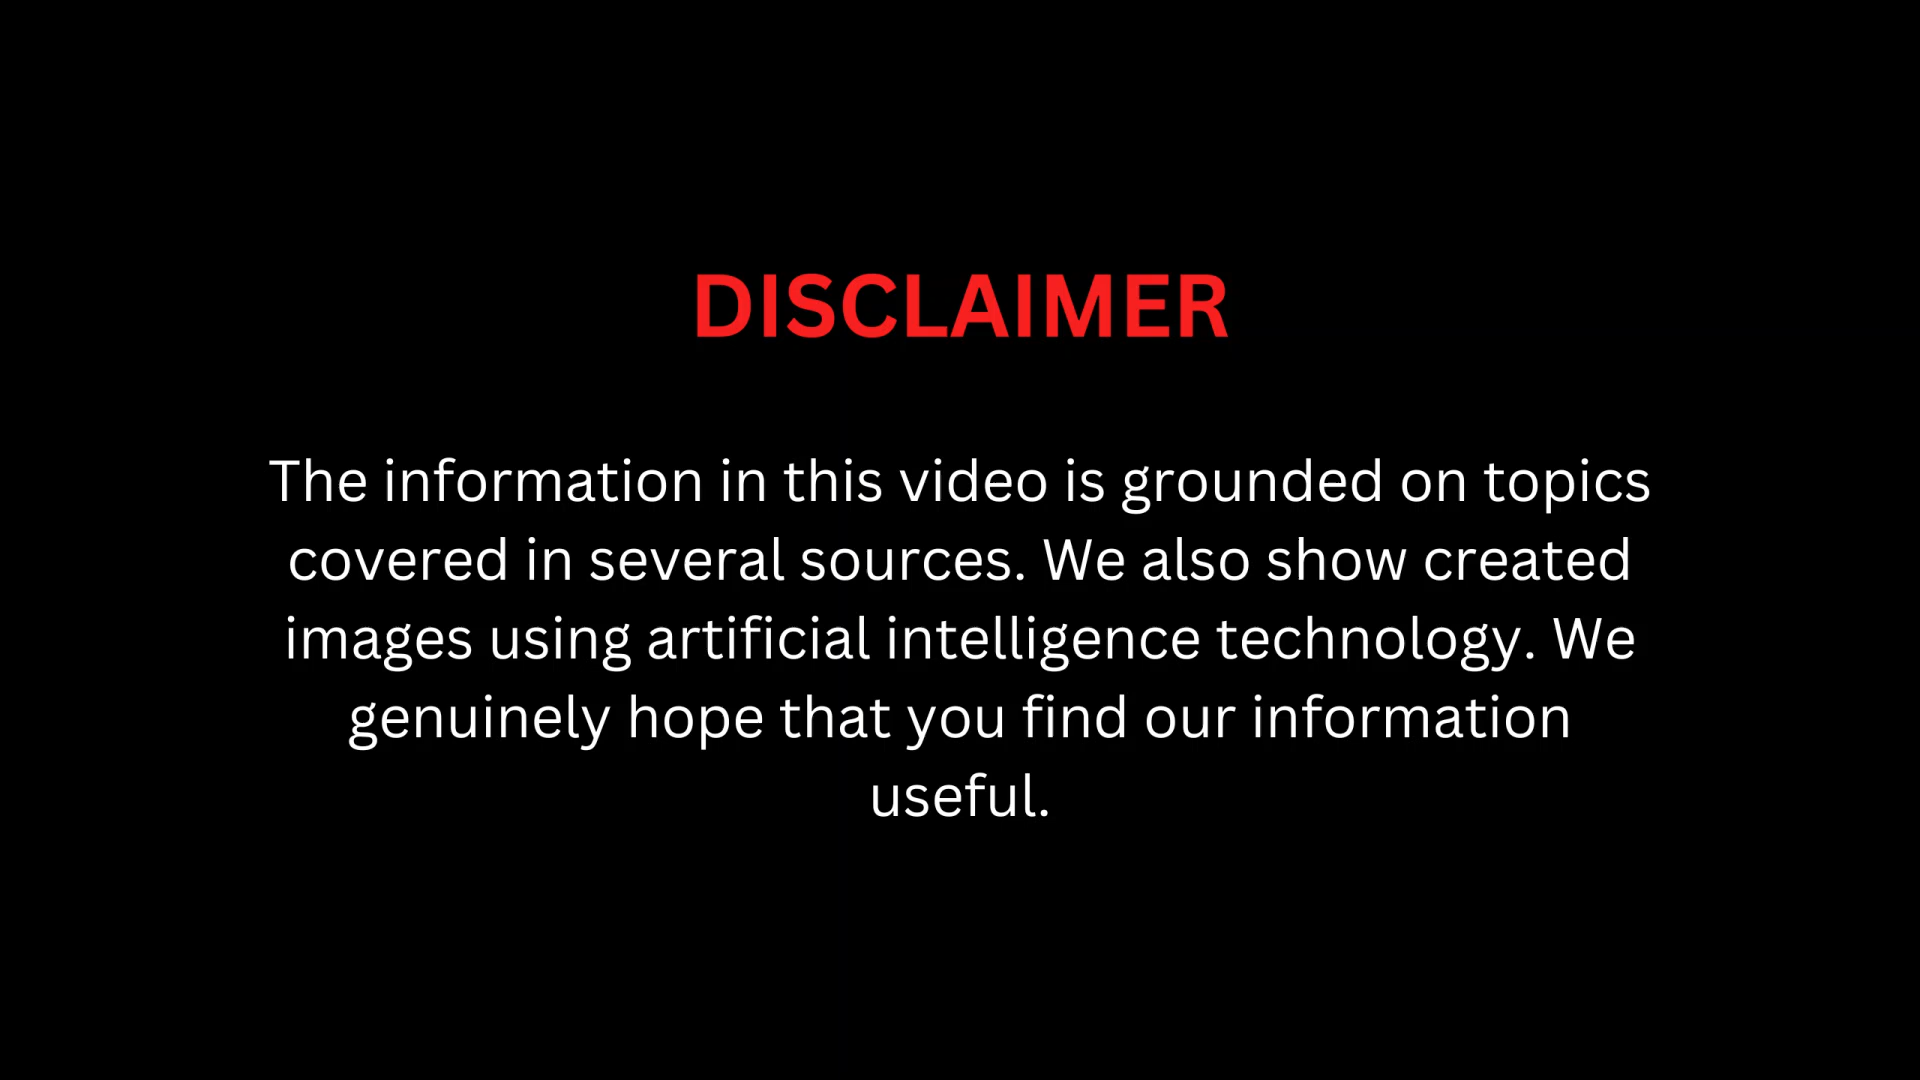 DISCLAIMER
The information in this video is grounded on topics
covered in several sources. We also show created
images using artificial intelligence technology. We
genuinely hope that you find our information
useful.